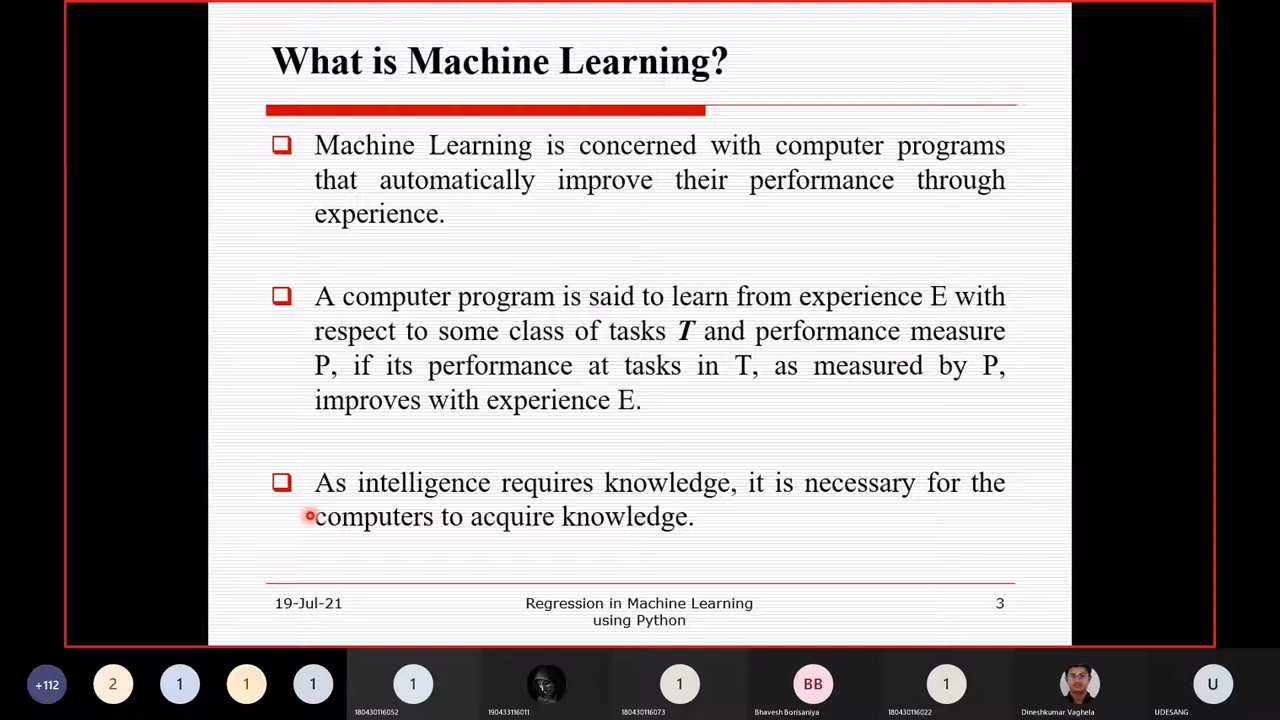 What is Machine Learning?
Machine Learning is concerned with computer programs
that automatically improve their performance through
experience.
A computer program is said to learn from experience E with
respect to some class of tasks T and performance measure
P, if its performance at tasks in T, as measured by P,
improves with experience E.
As intelligence requires knowledge, it is necessary for the
computers to acquire knowledge.
19-Jul-21
Regression in Machine Learning
using Python
3
+112
2
1
1
1
1
1
BB
1
U
180430116052
190433116011
180430116073
Bhavesh Borisaniya
180430116022
Dineshkumar Vaghela
UDESANG